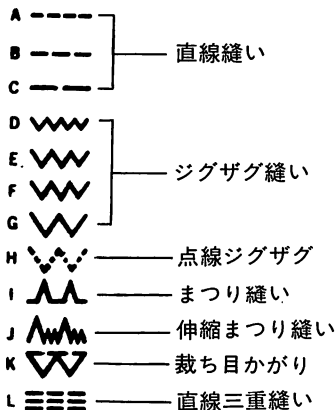 A
B 直線縫い
C
D
E.
F ジグザグ縫い
G
H 点線ジグザグ
I まつり縫い
J 伸縮まつり縫い
K 裁ち目かがり
L 直線三重縫い